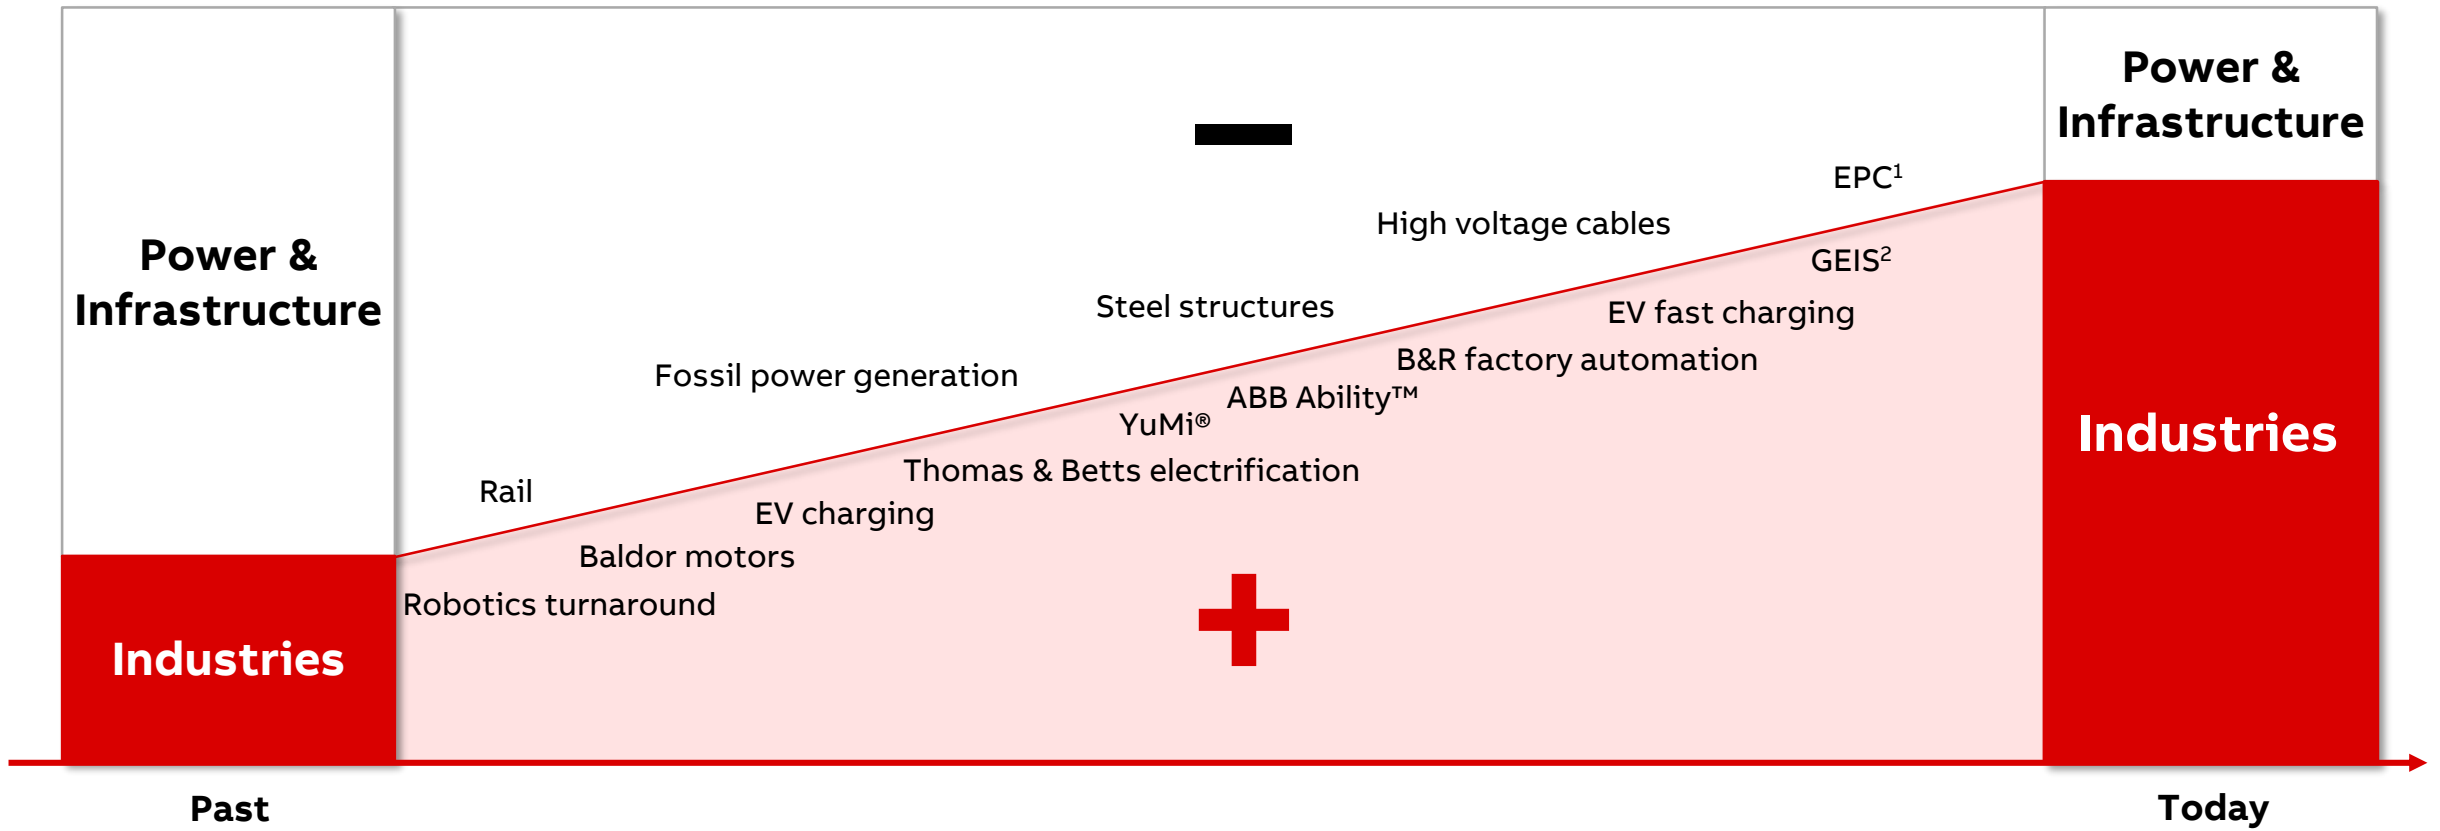 Power &
Infrastructure
Industries
Past
EPC¹
High voltage cables
Steel structures
Fossil power generation
Rail
GEIS²
EV fast charging
B&R factory automation
ABB Ability™
YuMi®
Thomas & Betts electrification
EV charging
Baldor motors
Robotics turnaround
Power &
Infrastructure
Industries
Today